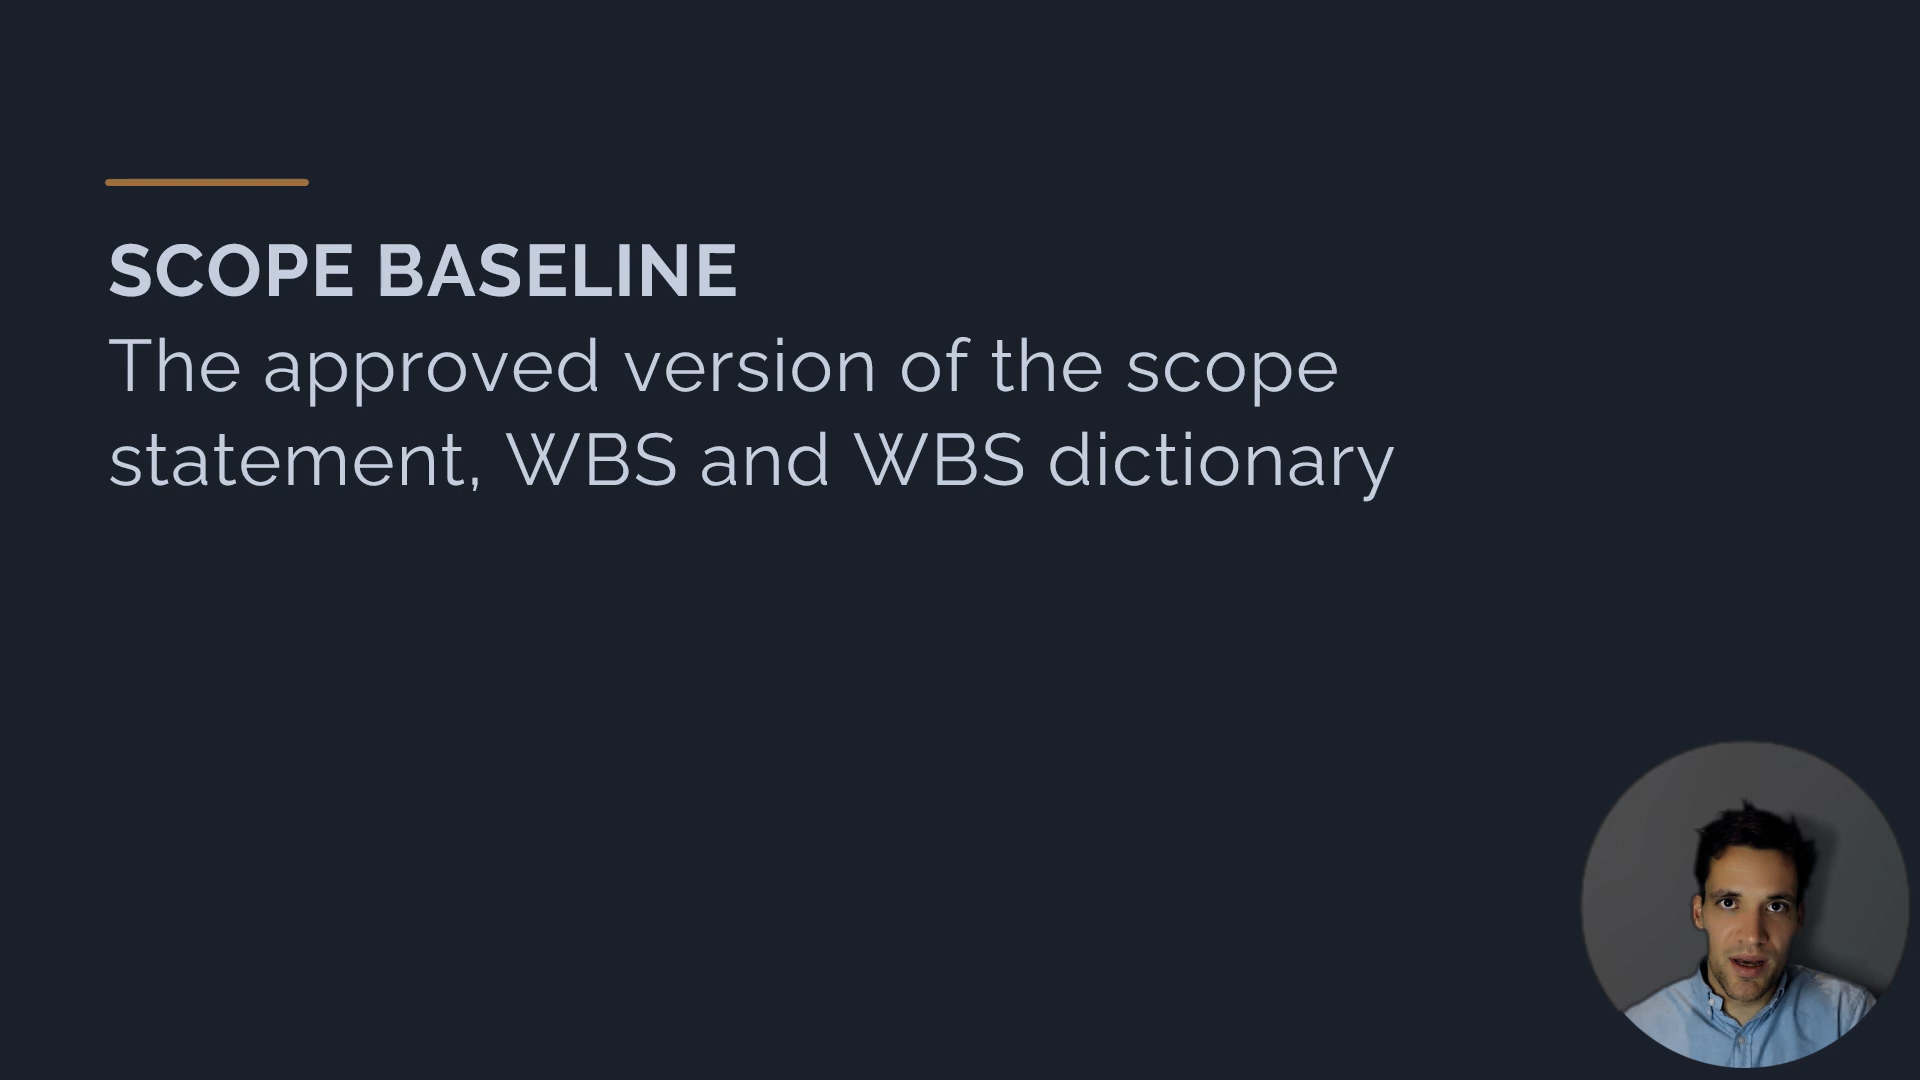 SCOPE BASELINE
The approved version of the scope
statement, WBS and WBS dictionary